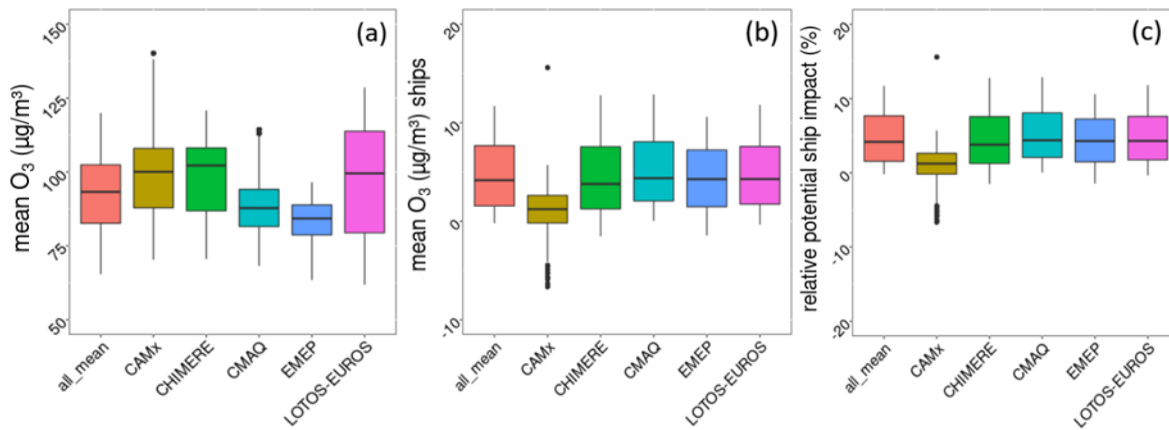 (a)
mean O₃ (µg/m³)
150
125
100
75
50
all_mean
CAMx
CHIMERE
CMAQ
EMEP
LOTOS-EUROS
(b)
mean O₃ (µg/m³) ships
20
10
0
-10
all_mean
CAMx
CHIMERE
CMAQ
EMEP
LOTOS-EUROS
(c)
relative potential ship impact (%)
20
10
0
-10
-20
all_mean
CAMx
CHIMERE
CMAQ
EMEP
LOTOS-EUROS